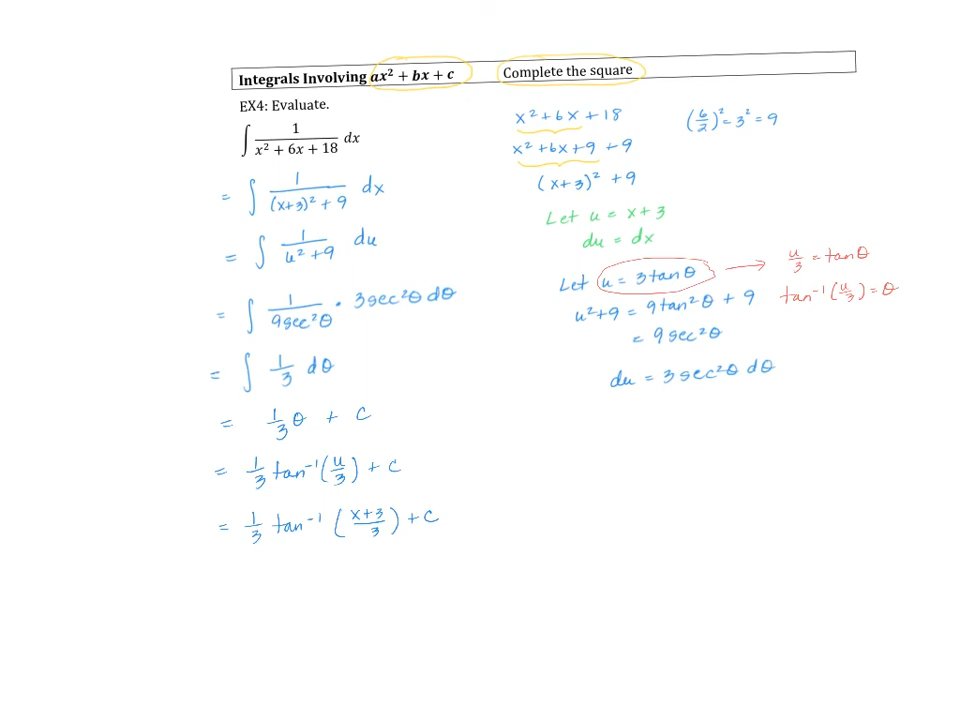 Integrals Involving ax² + bx + c Complete the square
EX4: Evaluate.
∫ 1/(x² + 6x + 18) dx
= ∫ 1/((x+3)² + 9) dx
= ∫ 1/(u² + 9) du
= ∫ 1/(9sec²θ) • 3sec²θ dθ
= ∫ 1/3 dθ
= 1/3 θ + C
= 1/3 tan⁻¹(u/3) + C
= 1/3 tan⁻¹((x+3)/3) + C
x² + 6x + 18
(6/2)² = 3² = 9
x² + 6x + 9 + 9
(x+3)² + 9
Let u = x + 3
du = dx
Let u = 3tanθ → u/3 = tanθ
tan⁻¹(u/3) = θ
u² + 9 = 9tan²θ + 9
= 9sec²θ
du = 3sec²θ dθ